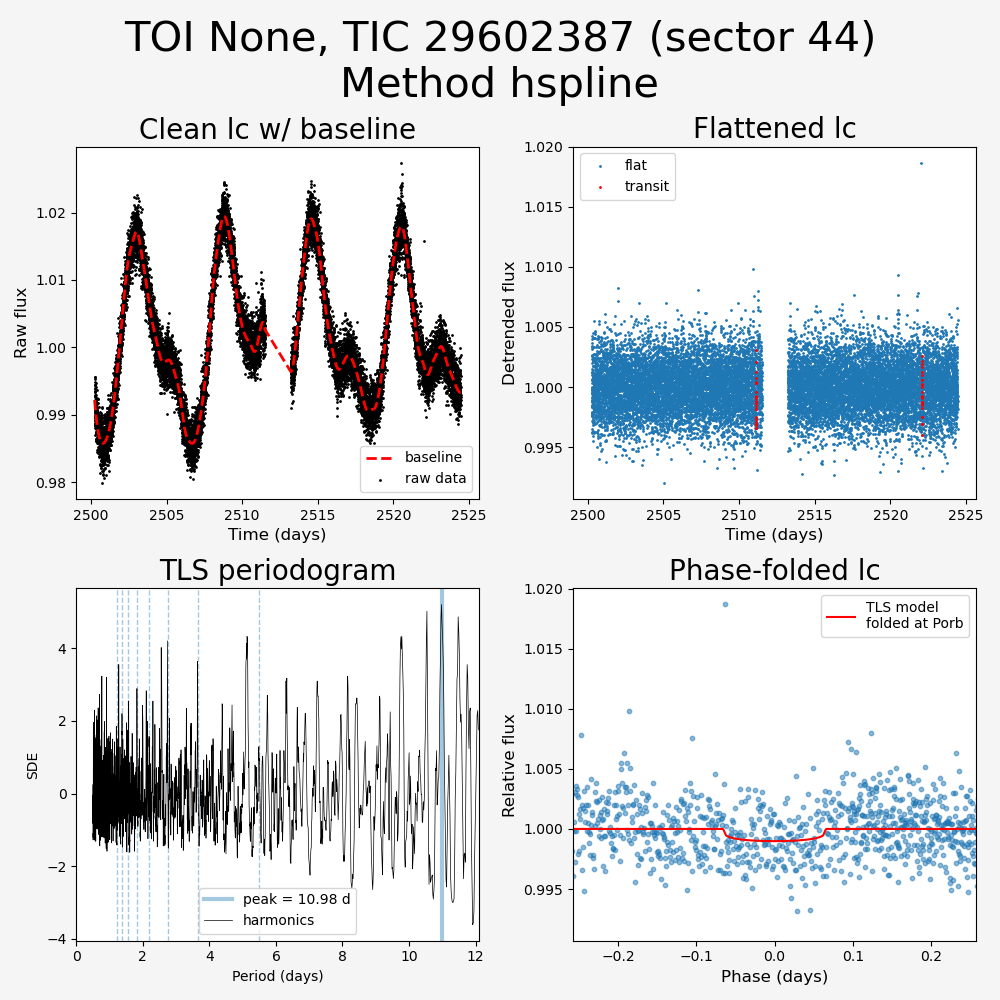 TOI None, TIC 29602387 (sector 44)
Method hspline
Clean lc w/ baseline
Raw flux
1.02
1.01
1.00
0.99
0.98
baseline
raw data
2500
2505
2510
2515
2520
2525
Time (days)
Flattened lc
Detrended flux
1.020
1.015
1.010
1.005
1.000
0.995
flat
transit
2500
2505
2510
2515
2520
2525
Time (days)
TLS periodogram
SDE
4
2
0
−2
−4
peak = 10.98 d
harmonics
0
2
4
6
8
10
12
Period (days)
Phase-folded lc
Relative flux
1.020
1.015
1.010
1.005
1.000
0.995
TLS model
folded at Porb
−0.2
−0.1
0.0
0.1
0.2
Phase (days)